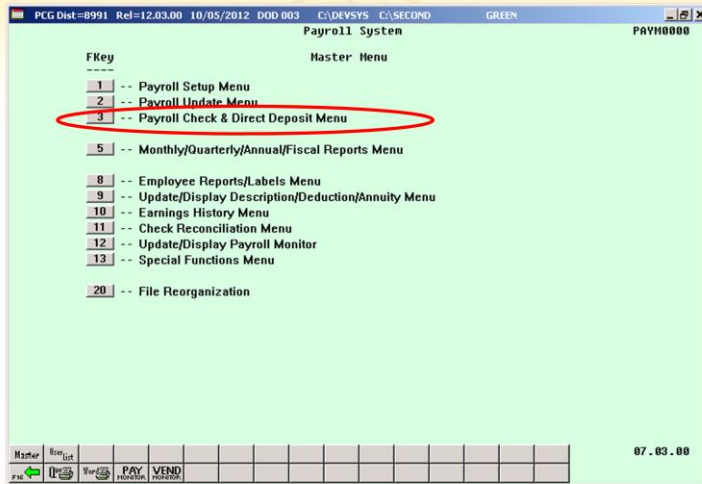 PCG Dist=8991 Rel=12.03.00 10/05/2012 DOD 003 C:\DEVSYS C:\SECOND GREEN
Payroll System PAYM0000
FKey Master Menu
----
1 -- Payroll Setup Menu
2 -- Payroll Update Menu
3 -- Payroll Check & Direct Deposit Menu
5 -- Monthly/Quarterly/Annual/Fiscal Reports Menu
8 -- Employee Reports/Labels Menu
9 -- Update/Display Description/Deduction/Annuity Menu
10 -- Earnings History Menu
11 -- Check Reconciliation Menu
12 -- Update/Display Payroll Monitor
13 -- Special Functions Menu
20 -- File Reorganization
Master User list 07.03.00
F16 Que Word PAY MONITOR VEND MONITOR